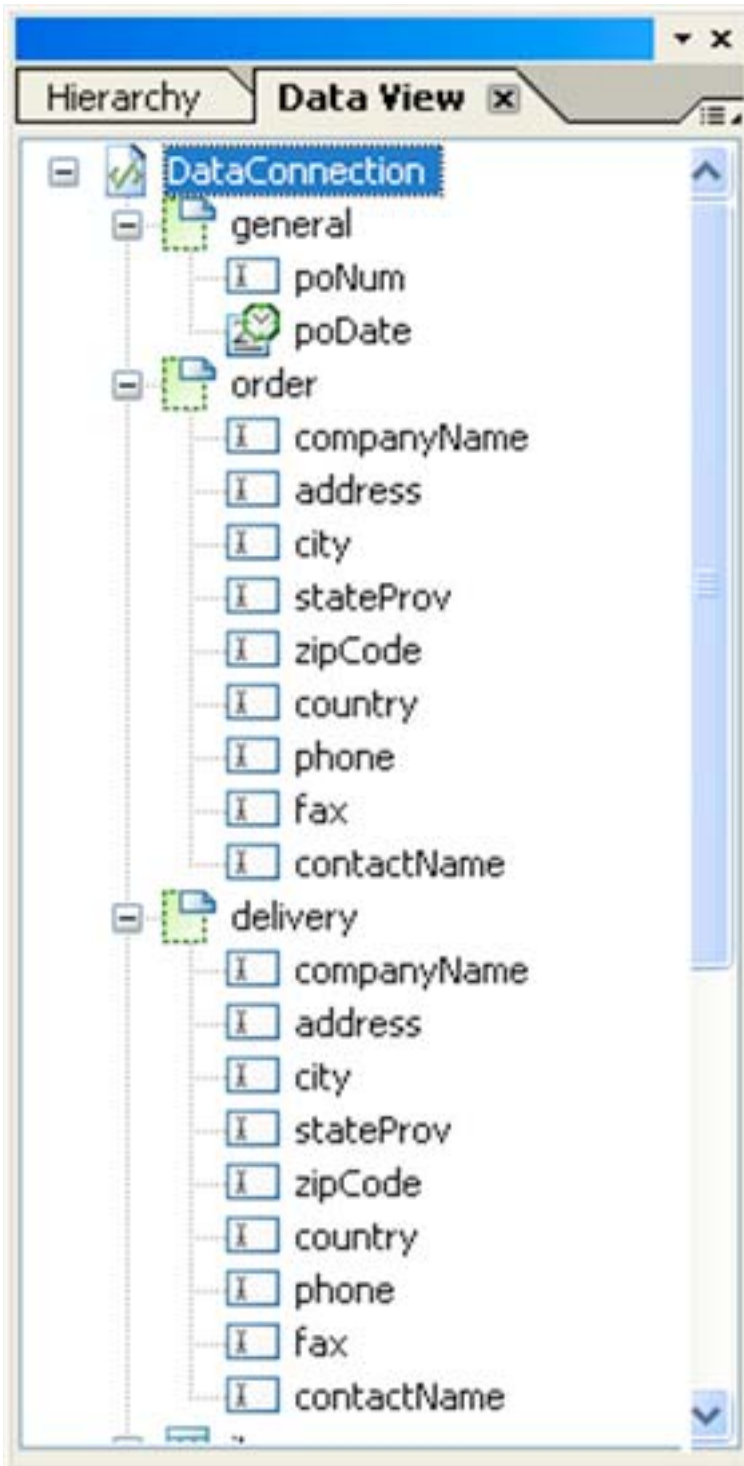 Hierarchy Data View
DataConnection
general
poNum
poDate
order
companyName
address
city
stateProv
zipCode
country
phone
fax
contactName
delivery
companyName
address
city
stateProv
zipCode
country
phone
fax
contactName